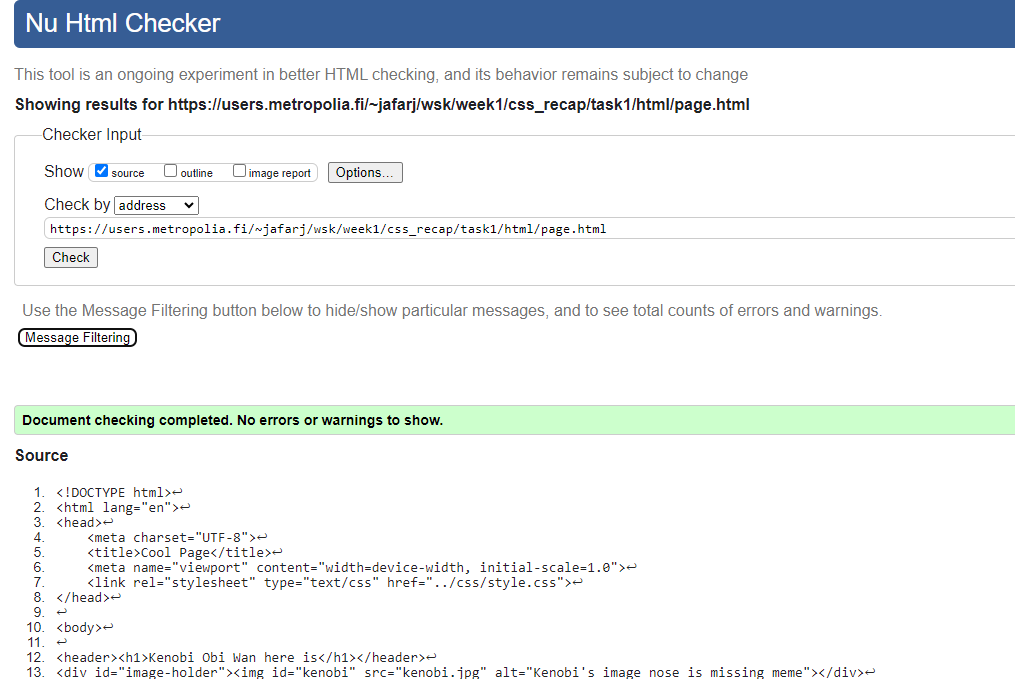 Nu Html Checker
This tool is an ongoing experiment in better HTML checking, and its behavior remains subject to change
Showing results for https://users.metropolia.fi/~jafarj/wsk/week1/css_recap/task1/html/page.html
Checker Input
Show source outline image report Options...
Check by address
https://users.metropolia.fi/~jafarj/wsk/week1/css_recap/task1/html/page.html
Check
Use the Message Filtering button below to hide/show particular messages, and to see total counts of errors and warnings.
Message Filtering
Document checking completed. No errors or warnings to show.
Source
1. <!DOCTYPE html>↩
2. <html lang="en">↩
3. <head>↩
4.     <meta charset="UTF-8">↩
5.     <title>Cool Page</title>↩
6.     <meta name="viewport" content="width=device-width, initial-scale=1.0">↩
7.     <link rel="stylesheet" type="text/css" href="../css/style.css">↩
8. </head>↩
9. ↩
10. <body>↩
11. ↩
12. <header><h1>Kenobi Obi Wan here is</h1></header>↩
13. <div id="image-holder"><img id="kenobi" src="kenobi.jpg" alt="Kenobi's image nose is missing meme"></div>↩